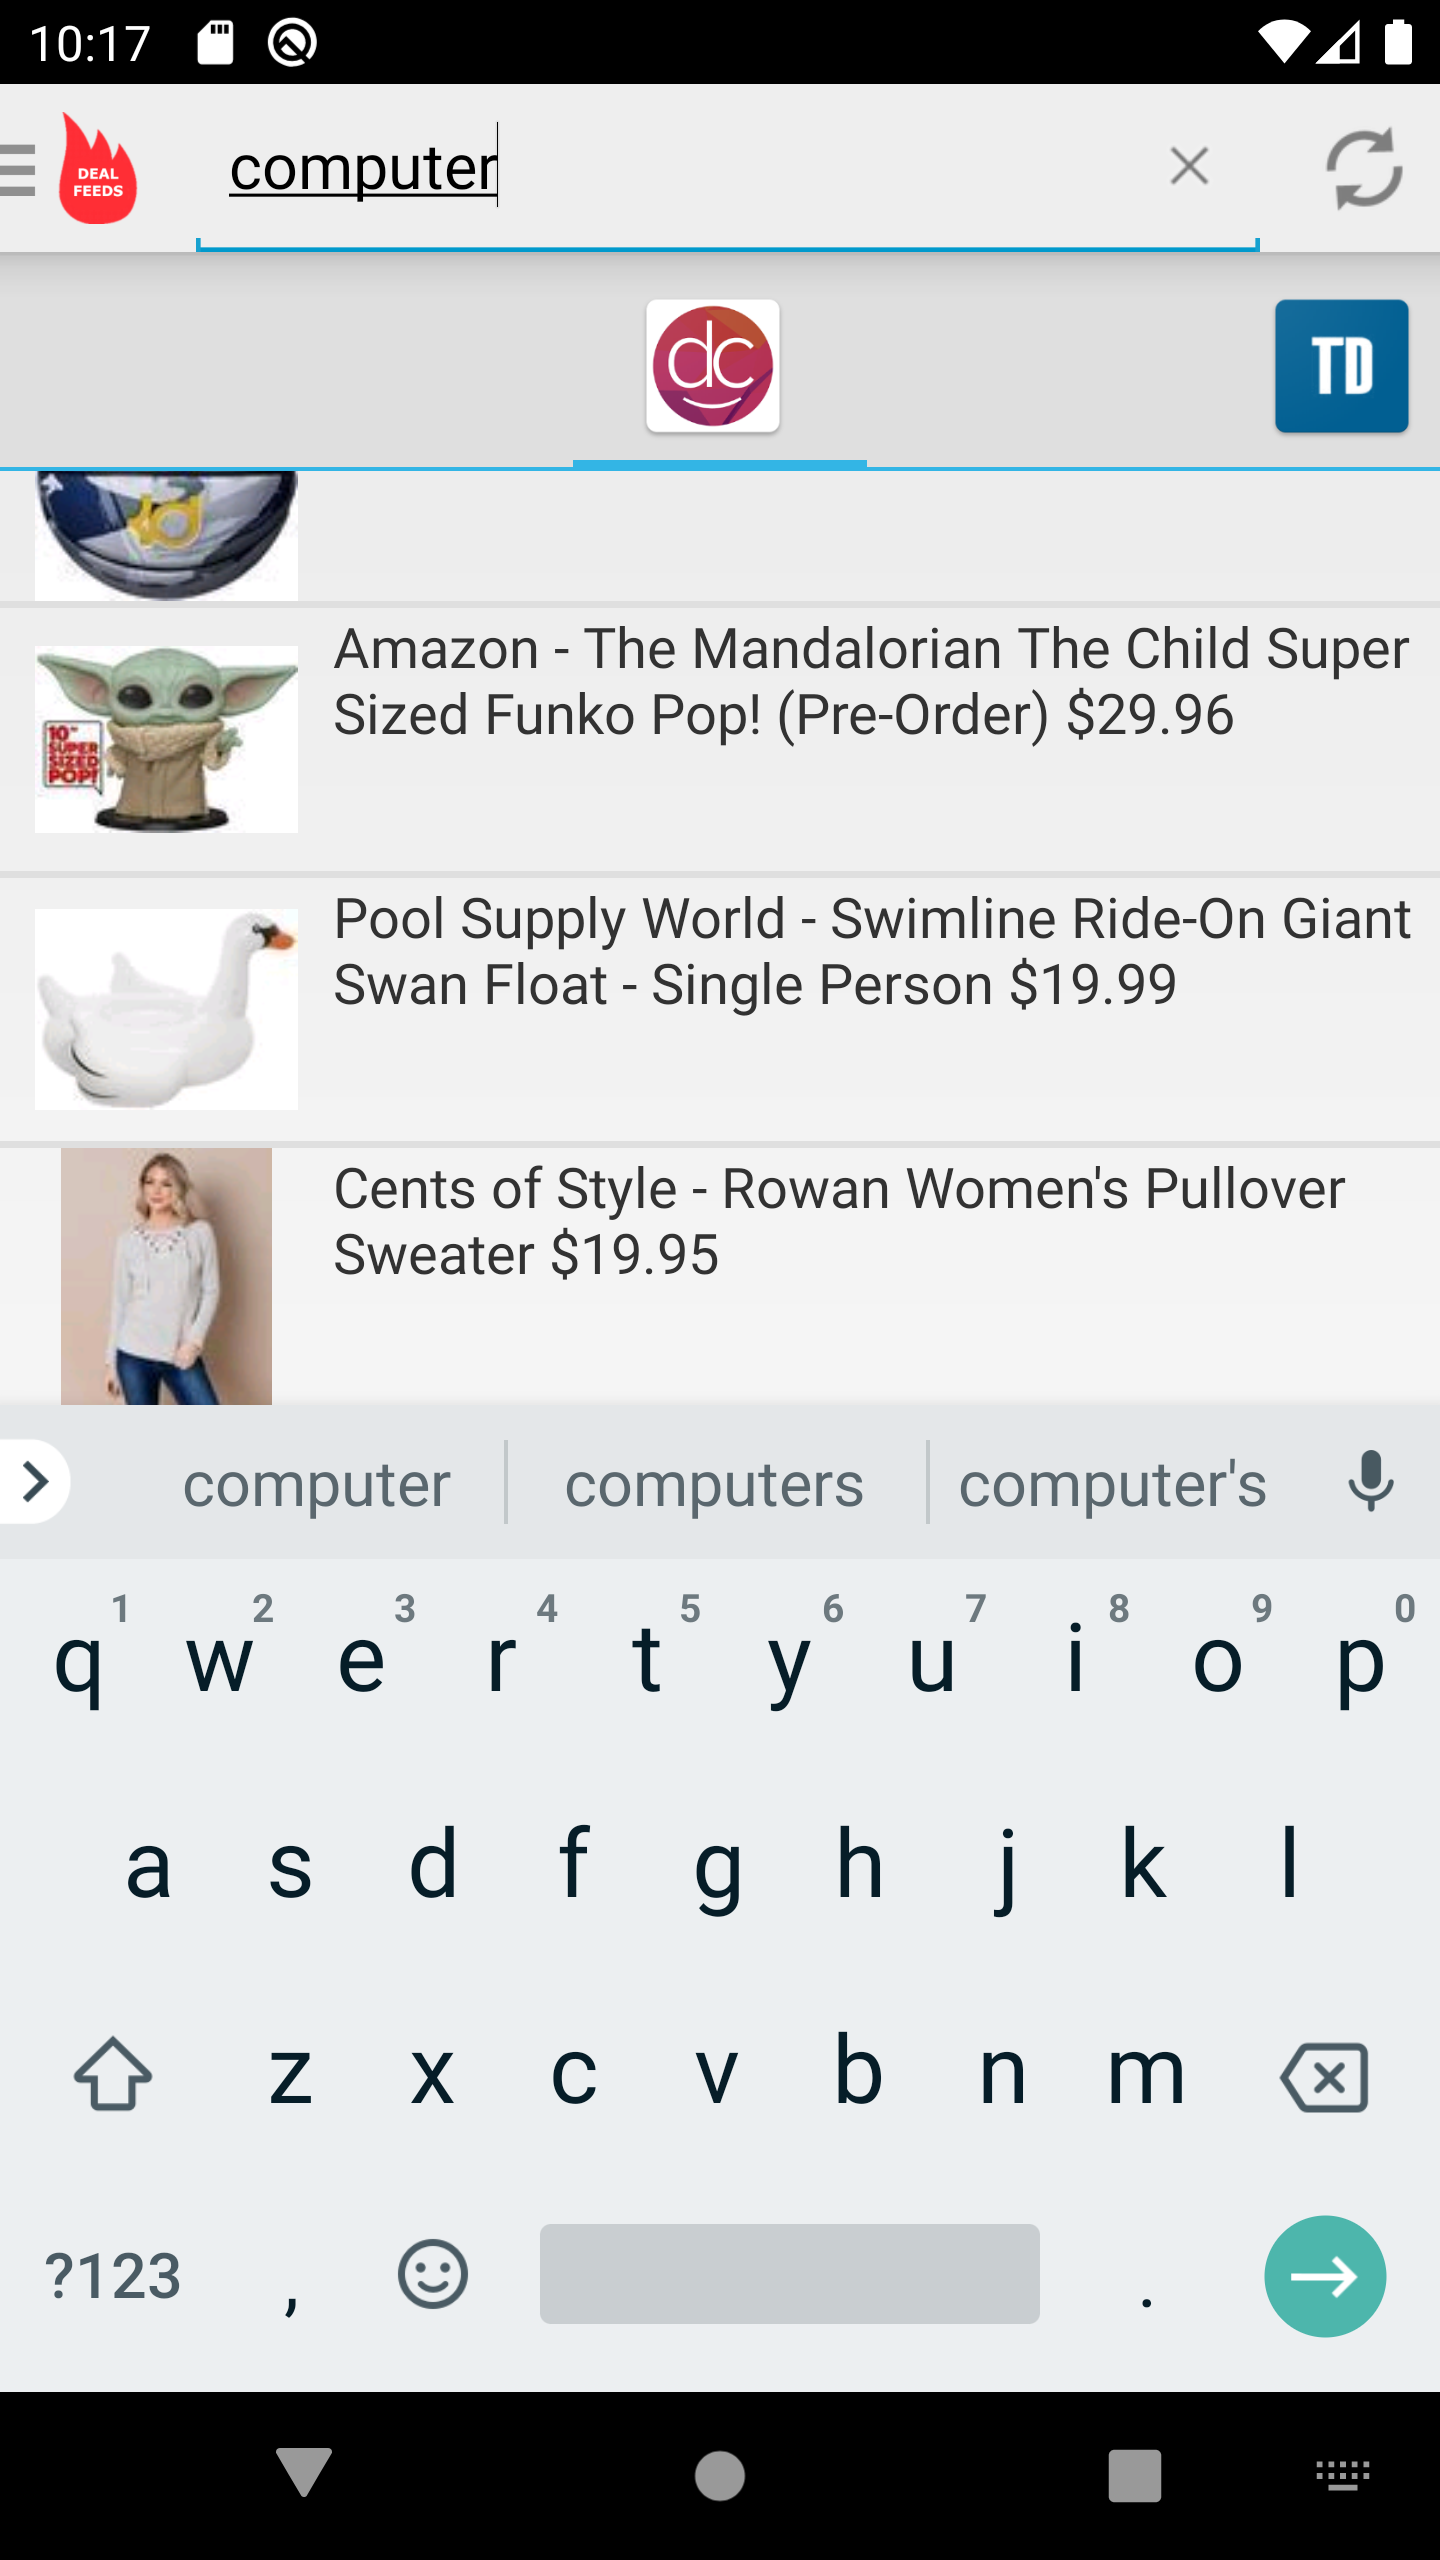 10:17
DEAL
FEEDS
computer
dc
TD
Amazon - The Mandalorian The Child Super
Sized Funko Pop! (Pre-Order) $29.96
10"
SUPER
SIZED
POP!
Pool Supply World - Swimline Ride-On Giant
Swan Float - Single Person $19.99
Cents of Style - Rowan Women's Pullover
Sweater $19.95
computer computers computer's
1 2 3 4 5 6 7 8 9 0
q w e r t y u i o p
a s d f g h j k l
z x c v b n m
?123 , .